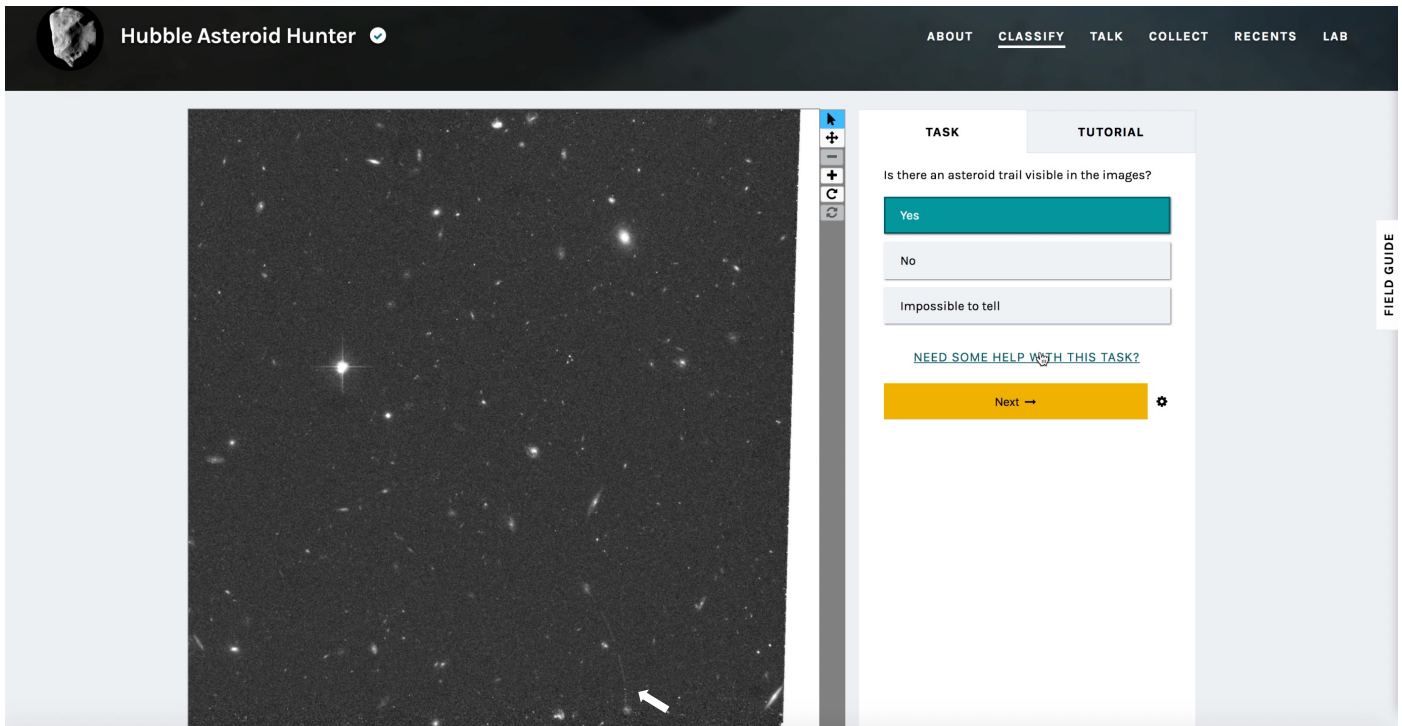 Hubble Asteroid Hunter
ABOUT CLASSIFY TALK COLLECT RECENTS LAB
TASK TUTORIAL
Is there an asteroid trail visible in the images?
Yes
No
Impossible to tell
NEED SOME HELP WITH THIS TASK?
Next →
FIELD GUIDE